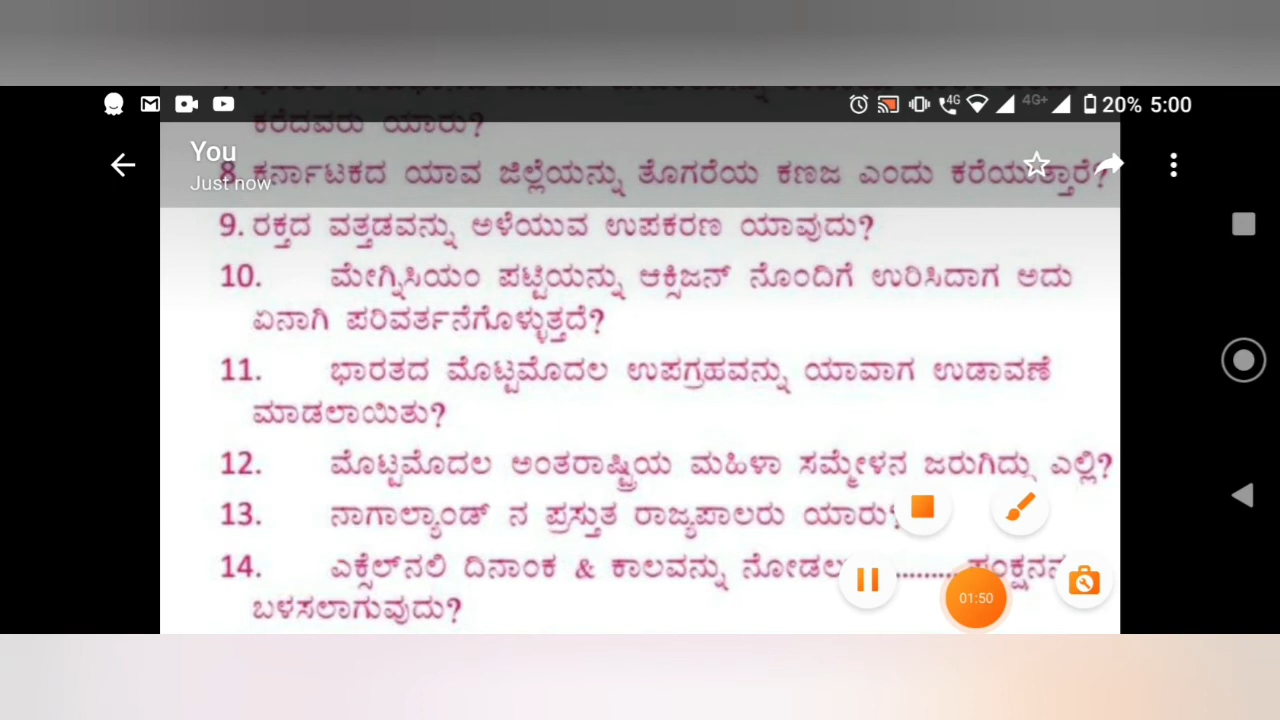 20% 5:00
4G
4G+
ಕರೆದವರು ಯಾರು?
You
Just now
8. ಕರ್ನಾಟಕದ ಯಾವ ಜಿಲ್ಲೆಯನ್ನು ತೊಗರೆಯ ಕಣಜ ಎಂದು ಕರೆಯುತ್ತಾರೆ?
9. ರಕ್ತದ ವತ್ತಡವನ್ನು ಅಳೆಯುವ ಉಪಕರಣ ಯಾವುದು?
10. ಮೇಗ್ನಿಸಿಯಂ ಪಟ್ಟಿಯನ್ನು ಆಕ್ಸಿಜನ್ ನೊಂದಿಗೆ ಉರಿಸಿದಾಗ ಅದು
ಏನಾಗಿ ಪರಿವರ್ತನೆಗೊಳ್ಳುತ್ತದೆ?
11. ಭಾರತದ ಮೊಟ್ಟಮೊದಲ ಉಪಗ್ರಹವನ್ನು ಯಾವಾಗ ಉಡಾವಣೆ
ಮಾಡಲಾಯಿತು?
12. ಮೊಟ್ಟಮೊದಲ ಅಂತರಾಷ್ಟ್ರಿಯ ಮಹಿಳಾ ಸಮ್ಮೇಳನ ಜರುಗಿದ್ದು ಎಲ್ಲಿ?
13. ನಾಗಾಲ್ಯಾಂಡ್ ನ ಪ್ರಸ್ತುತ ರಾಜ್ಯಪಾಲರು ಯಾರು?
14. ಎಕ್ಸೆಲ್‌ನಲಿ ದಿನಾಂಕ & ಕಾಲವನ್ನು ನೋಡಲ ..........
ಬಳಸಲಾಗುವುದು?
01:50